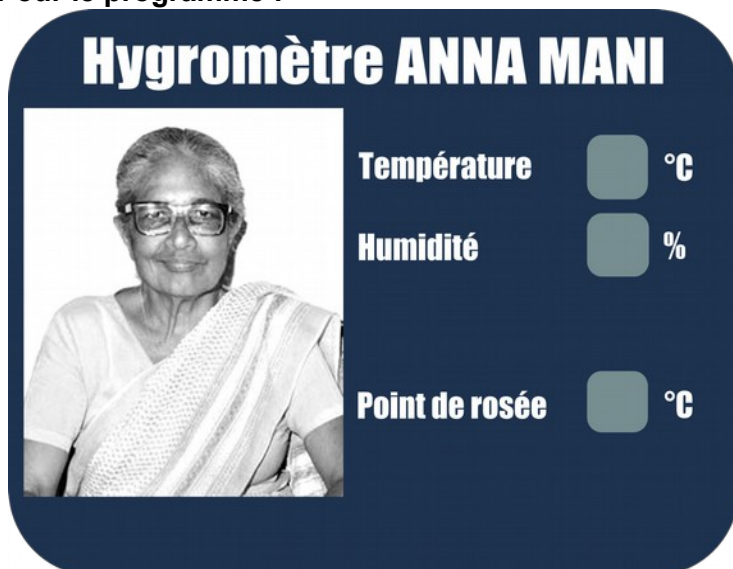 Hygromètre ANNA MANI
Température °C
Humidité %
Point de rosée °C